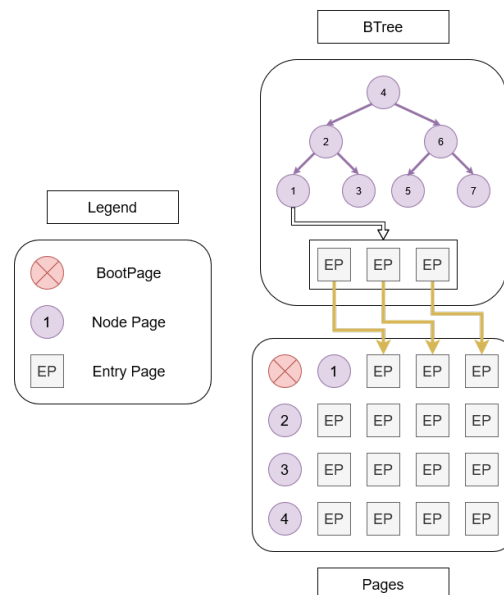 BTree
4
2 6
1 3 5 7
EP EP EP
Legend
BootPage
1 Node Page
EP Entry Page
1 EP EP EP
2 EP EP EP EP
3 EP EP EP EP
4 EP EP EP EP
Pages